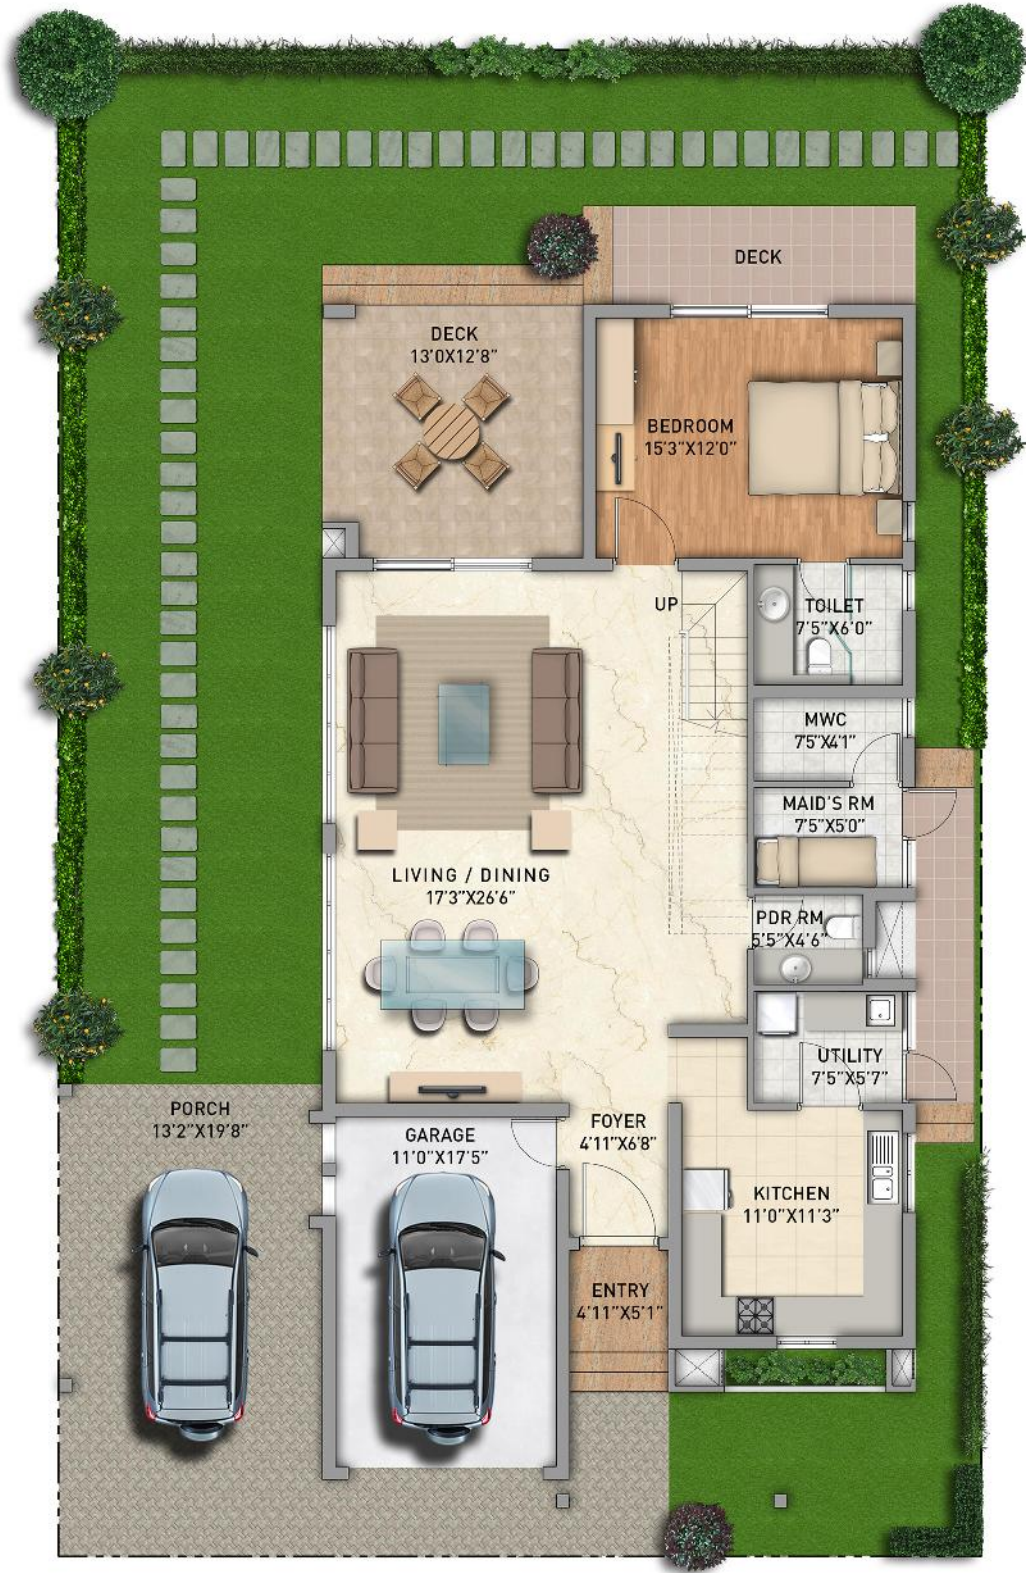 DECK
DECK
13'0X12'8"
BEDROOM
15'3"X12'0"
UP
TOILET
7'5"X6'0"
MWC
7'5"X4'1"
MAID'S RM
7'5"X5'0"
LIVING / DINING
17'3"X26'6"
PDR RM
5'5"X4'6"
UTILITY
7'5"X5'7"
PORCH
13'2"X19'8"
GARAGE
11'0"X17'5"
FOYER
4'11"X6'8"
KITCHEN
11'0"X11'3"
ENTRY
4'11"X5'1"